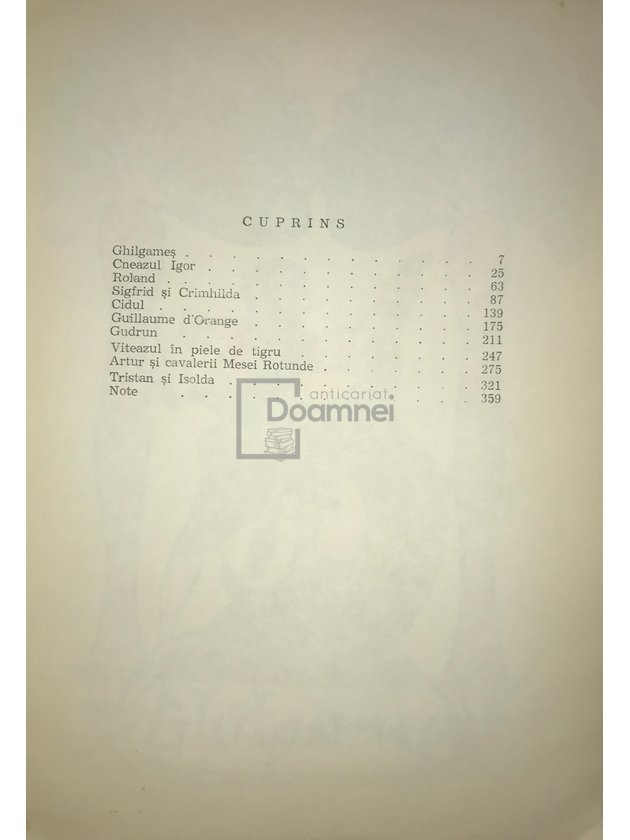 CUPRINS
Ghilgameș . . . . . . . . . . . . . 7
Cneazul Igor . . . . . . . . . . . . 25
Roland . . . . . . . . . . . . . . 63
Sigfrid și Crimhilda . . . . . . . . . . 87
Cidul . . . . . . . . . . . . . . 139
Guillaume d'Orange . . . . . . . . . . 175
Gudrun . . . . . . . . . . . . . 211
Viteazul în piele de tigru . . . . . . . . . 247
Artur și cavalerii Mesei Rotunde . . . . . . . 275
Tristan și Isolda . . . . . . . . . . . 321
Note . . . . . . . . . . . . . 359
anticariat
Doamnei